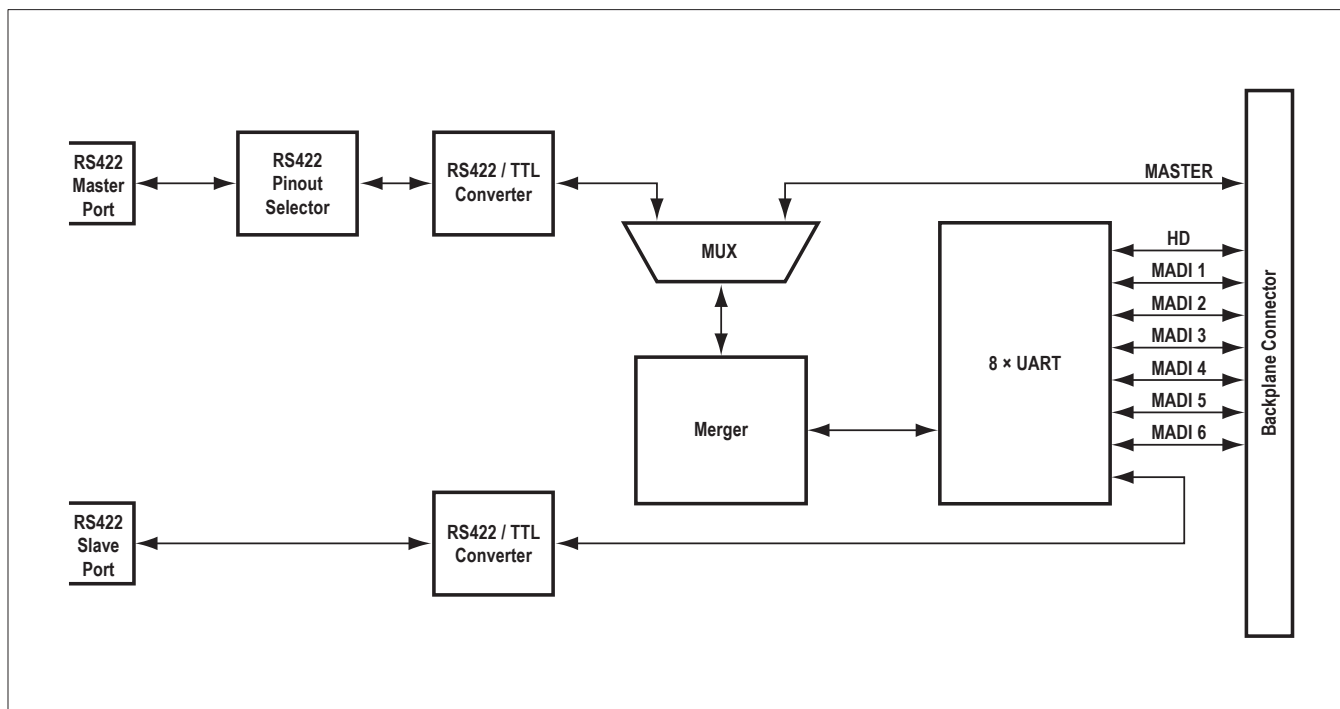 RS422
Master
Port
RS422
Pinout
Selector
RS422 / TTL
Converter
MUX
MASTER
HD
MADI 1
MADI 2
MADI 3
MADI 4
MADI 5
MADI 6
8 × UART
Merger
Backplane Connector
RS422
Slave
Port
RS422 / TTL
Converter